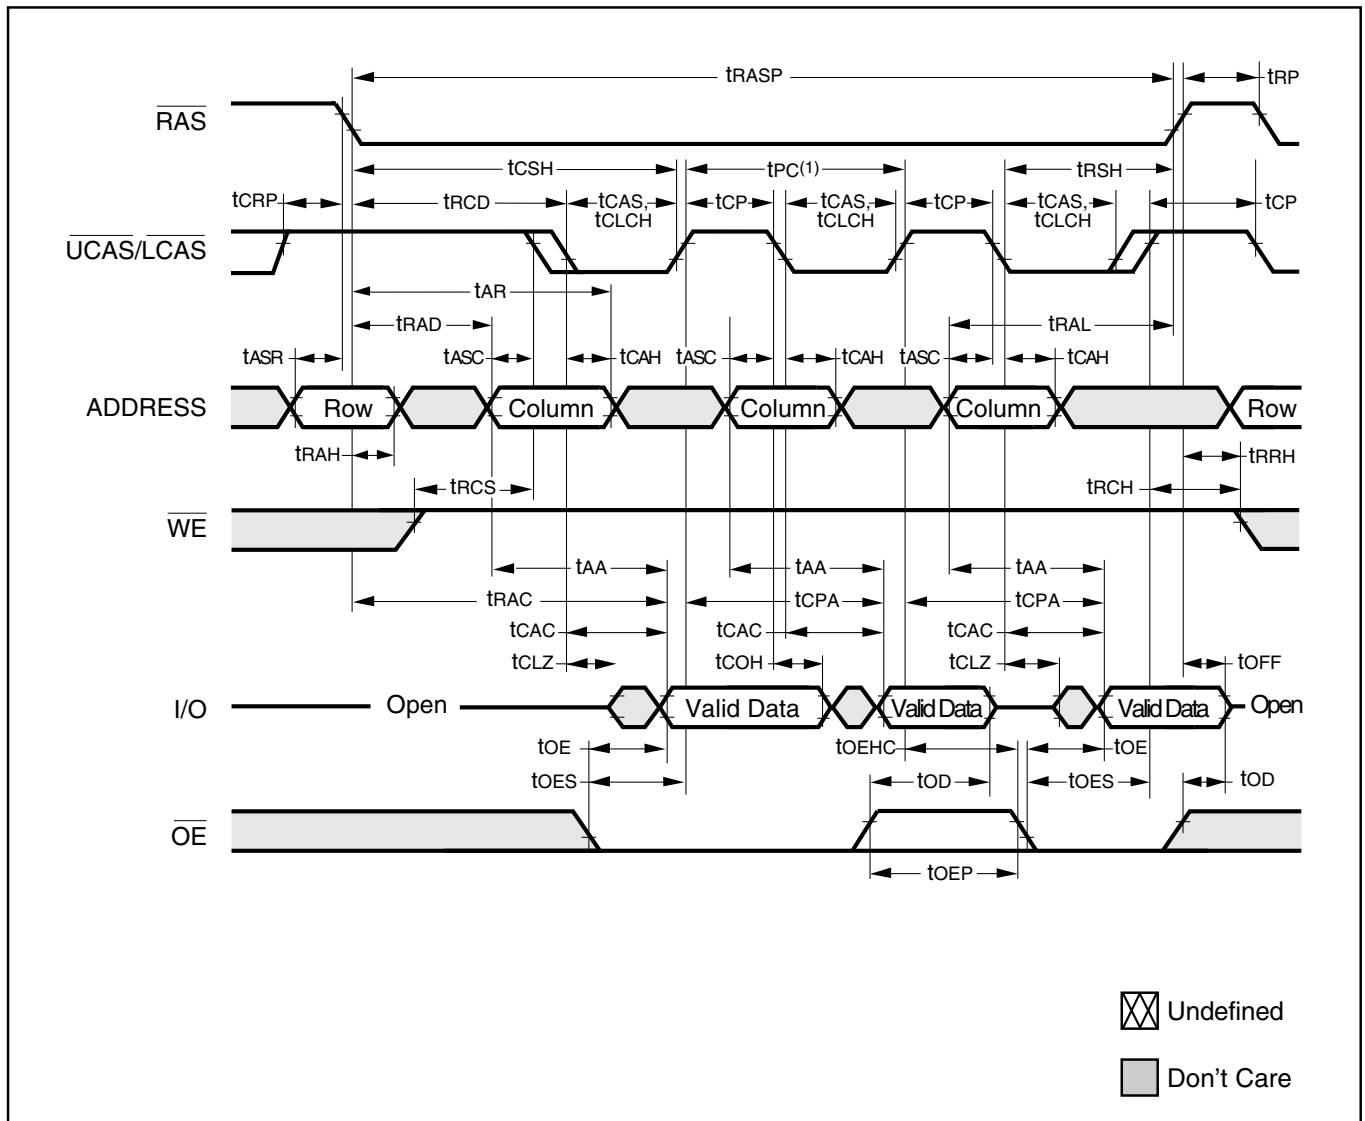 tRASP tRP
RAS
tCSH tPC(1) tRSH
tCRP tRCD tCAS, tCP tCAS, tCP tCAS, tCP
tCLCH tCLCH tCLCH
UCAS/LCAS
tAR
tRAD tRAL
tASR tASC tCAH tASC tCAH tASC tCAH
ADDRESS Row Column Column Column Row
tRAH tRRH
tRCS tRCH
WE
tAA tAA tAA
tRAC tCPA tCPA
tCAC tCAC tCAC
tCLZ tCOH tCLZ tOFF
I/O Open Valid Data Valid Data Valid Data Open
tOE tOEHC tOE
tOES tOD tOES tOD
OE
tOEP
Undefined
Don't Care